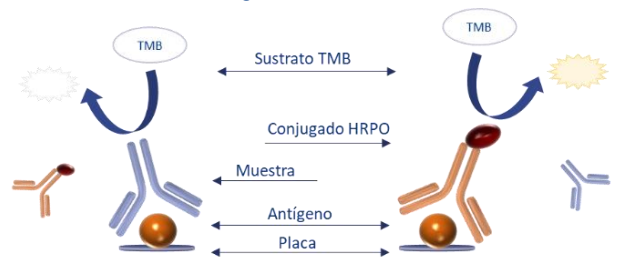 TMB
TMB
Sustrato TMB
Conjugado HRPO
Muestra
Antígeno
Placa